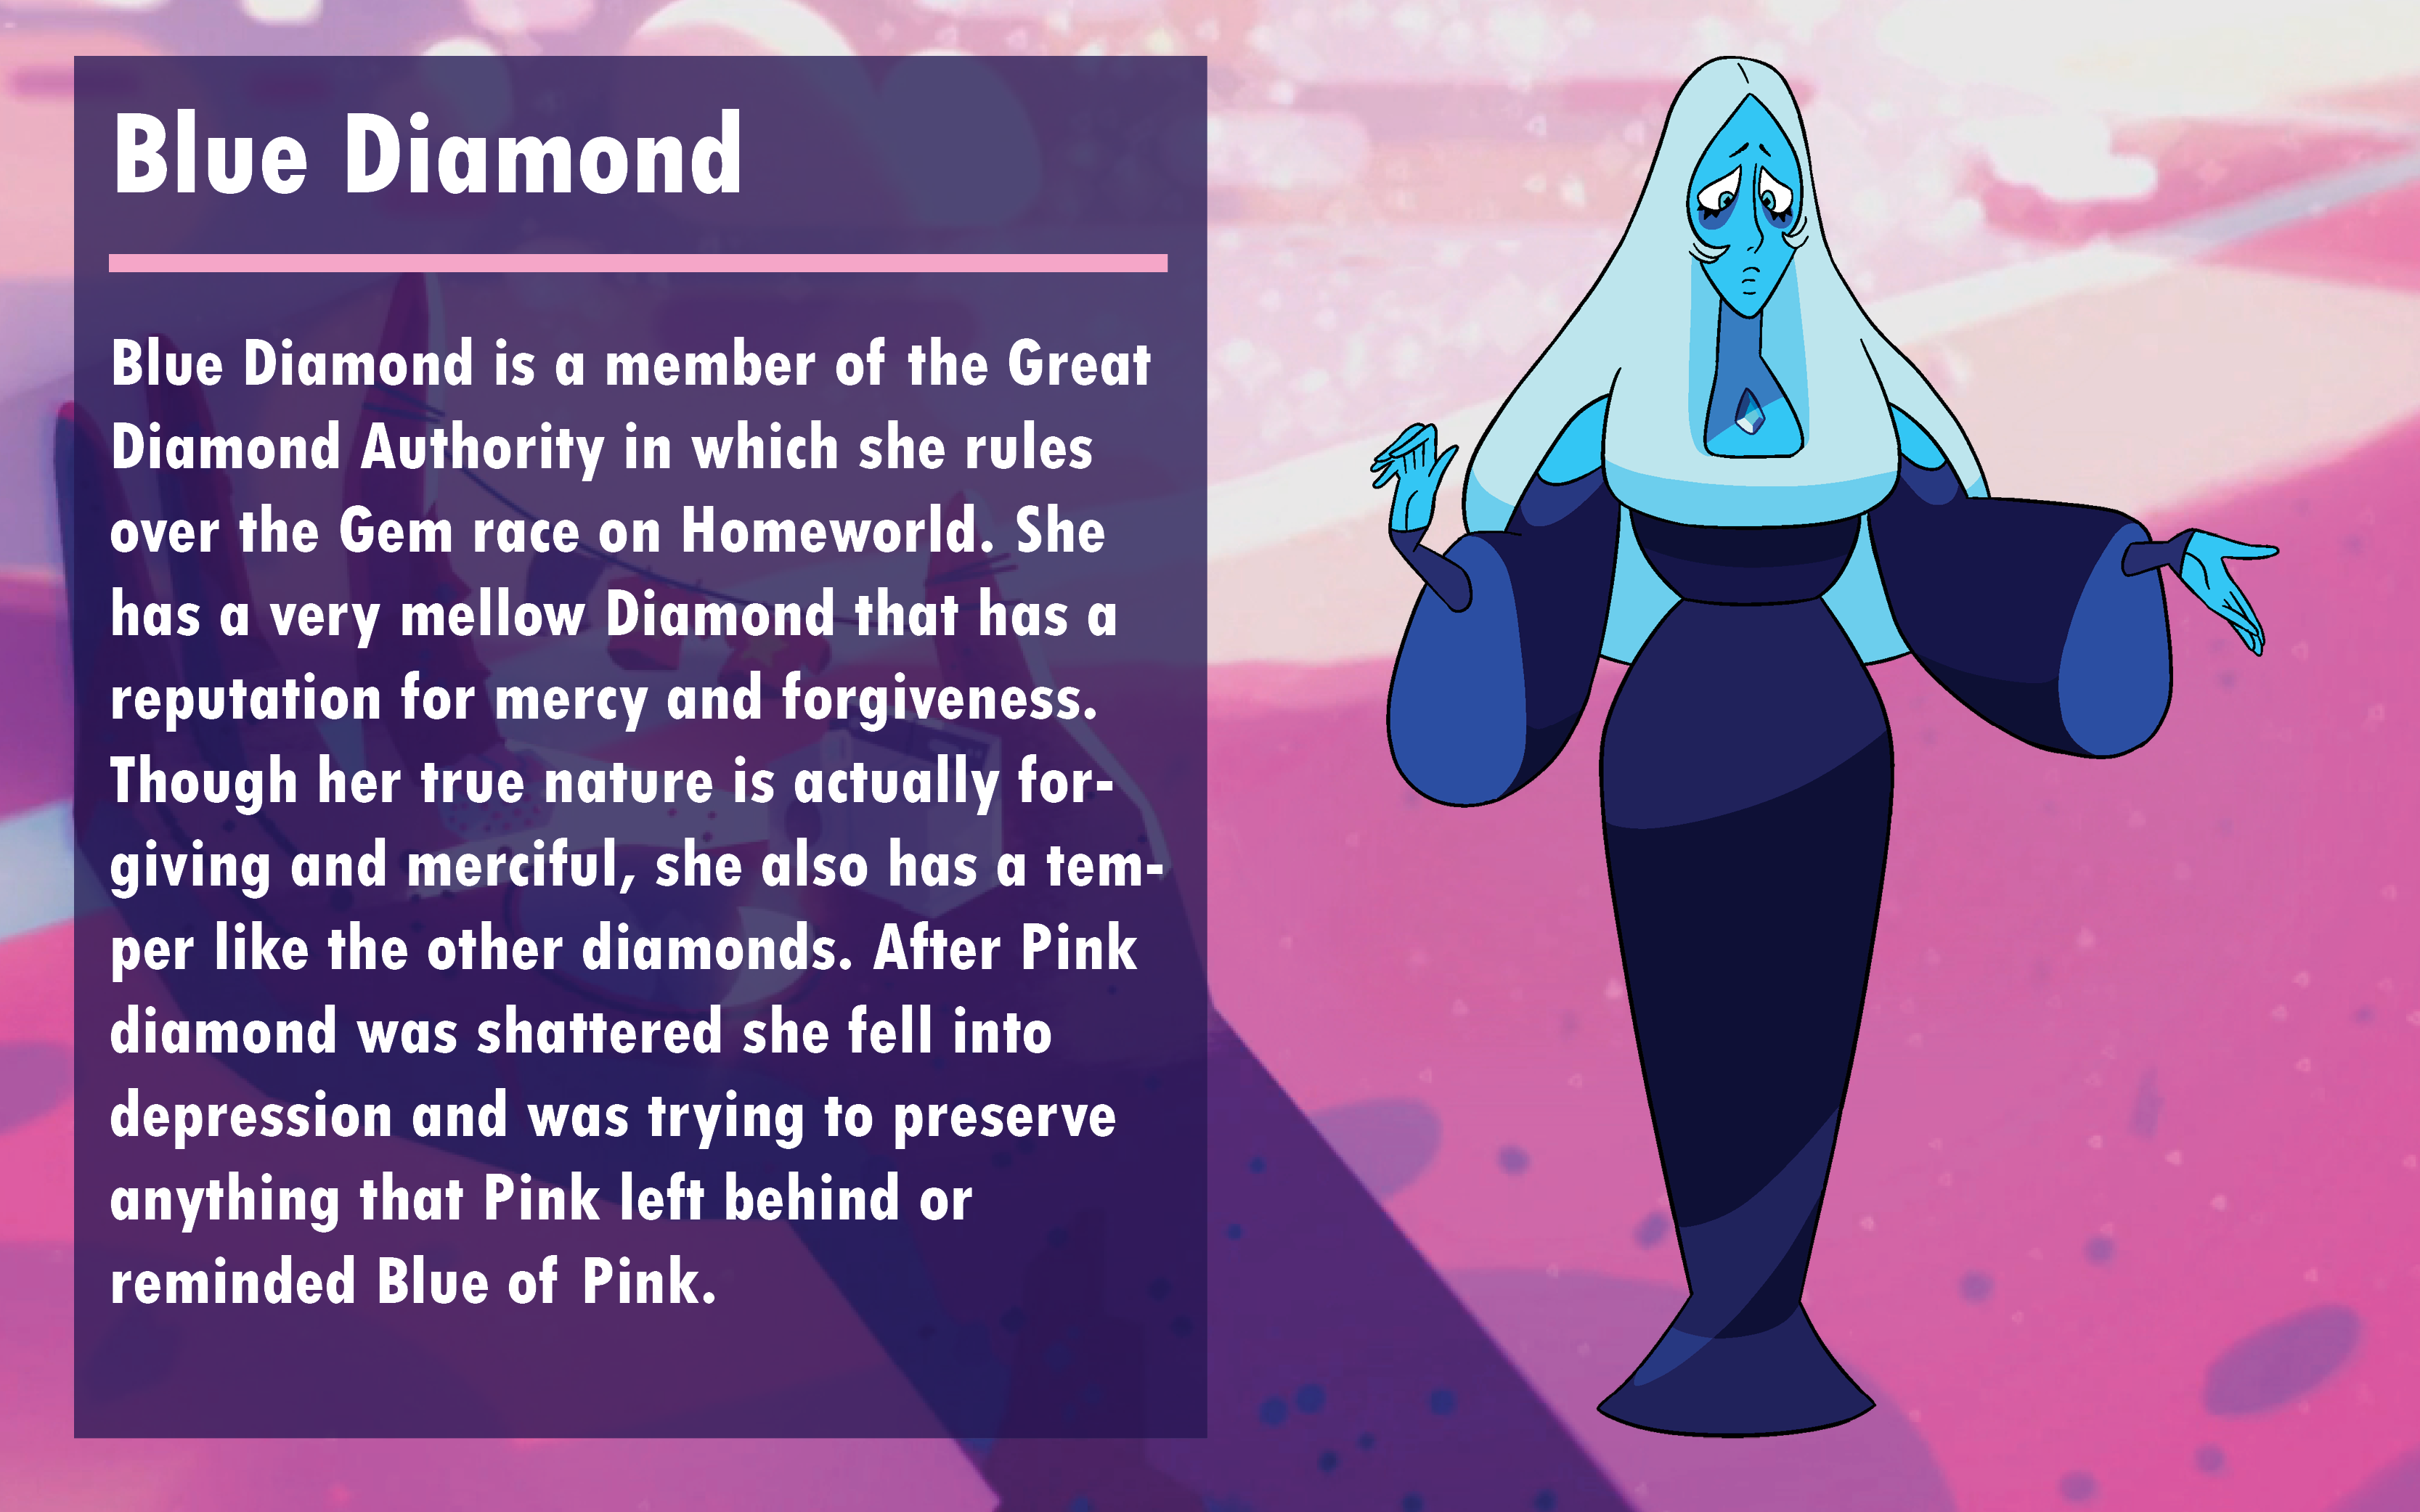 Blue Diamond
Blue Diamond is a member of the Great
Diamond Authority in which she rules
over the Gem race on Homeworld. She
has a very mellow Diamond that has a
reputation for mercy and forgiveness.
Though her true nature is actually for-
giving and merciful, she also has a tem-
per like the other diamonds. After Pink
diamond was shattered she fell into
depression and was trying to preserve
anything that Pink left behind or
reminded Blue of Pink.